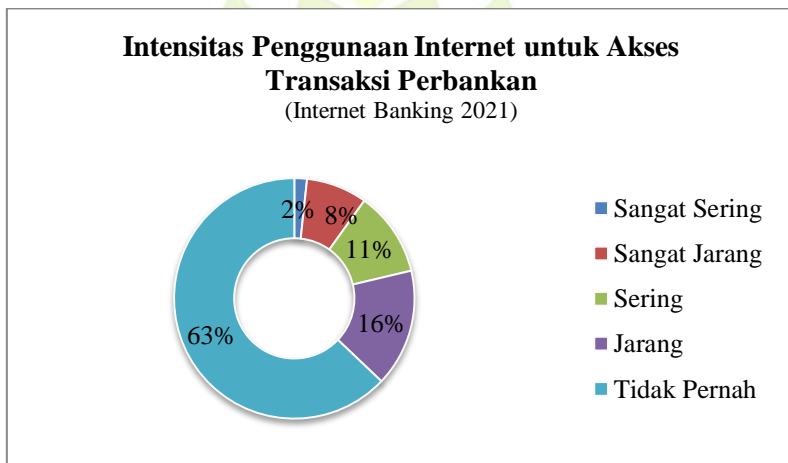 Intensitas Penggunaan Internet untuk Akses
Transaksi Perbankan
(Internet Banking 2021)
2%
8%
11%
16%
63%
Sangat Sering
Sangat Jarang
Sering
Jarang
Tidak Pernah